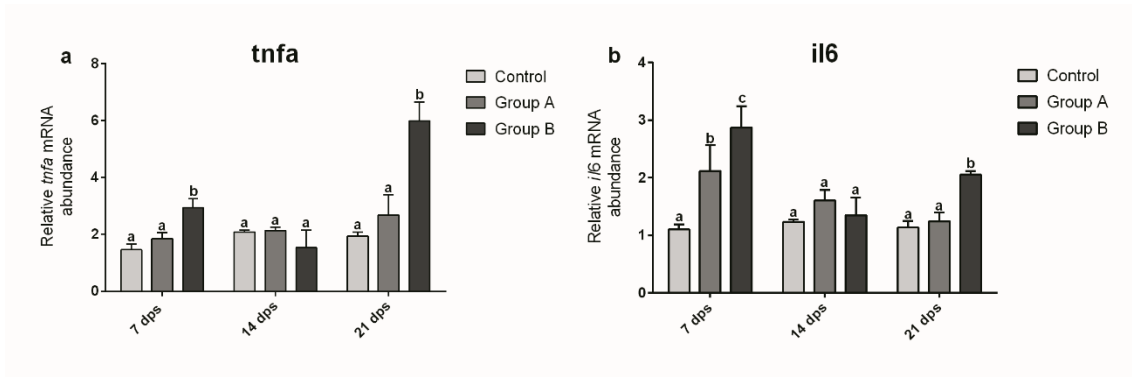 a
tnfa
Relative tnfa mRNA
abundance
8
6
4
2
0
a
a
b
a
a
a
a
a
b
7 dps
14 dps
21 dps
Control
Group A
Group B
b
il6
Relative il6 mRNA
abundance
4
3
2
1
0
a
b
c
a
a
a
a
a
b
7 dps
14 dps
21 dps
Control
Group A
Group B